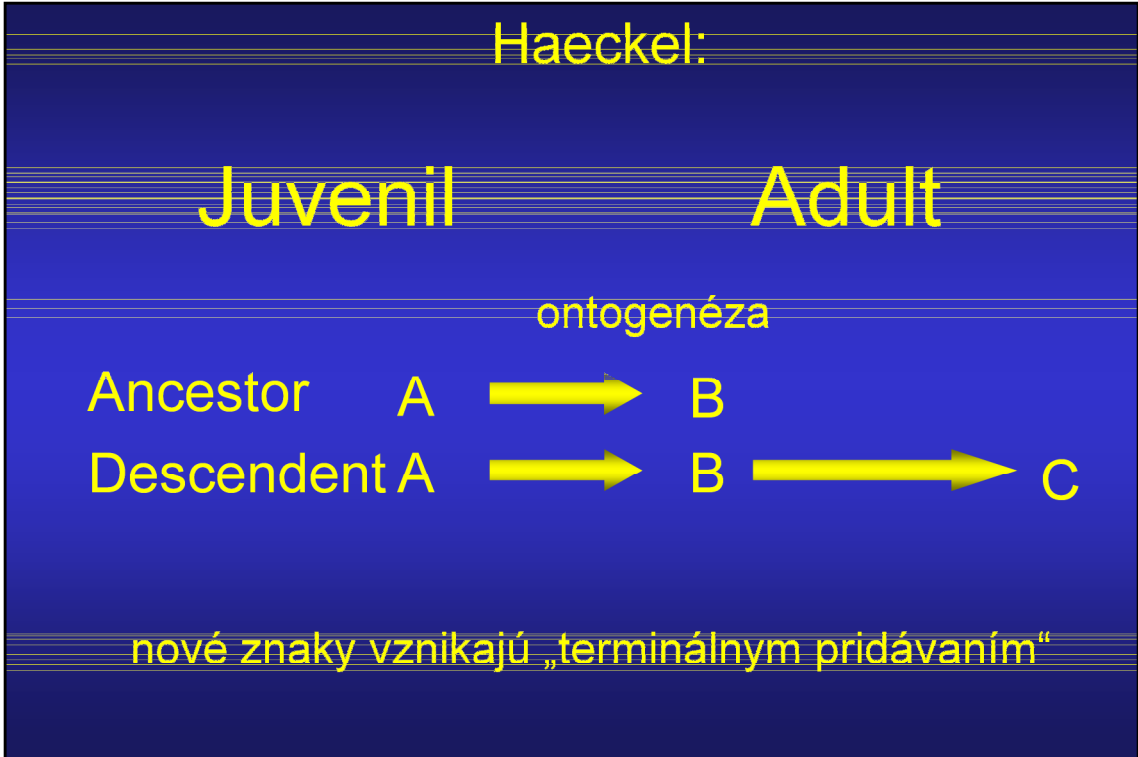 Haeckel:
Juvenil Adult
ontogenéza
Ancestor A B
Descendent A B C
nové znaky vznikajú „terminálnym pridávaním“